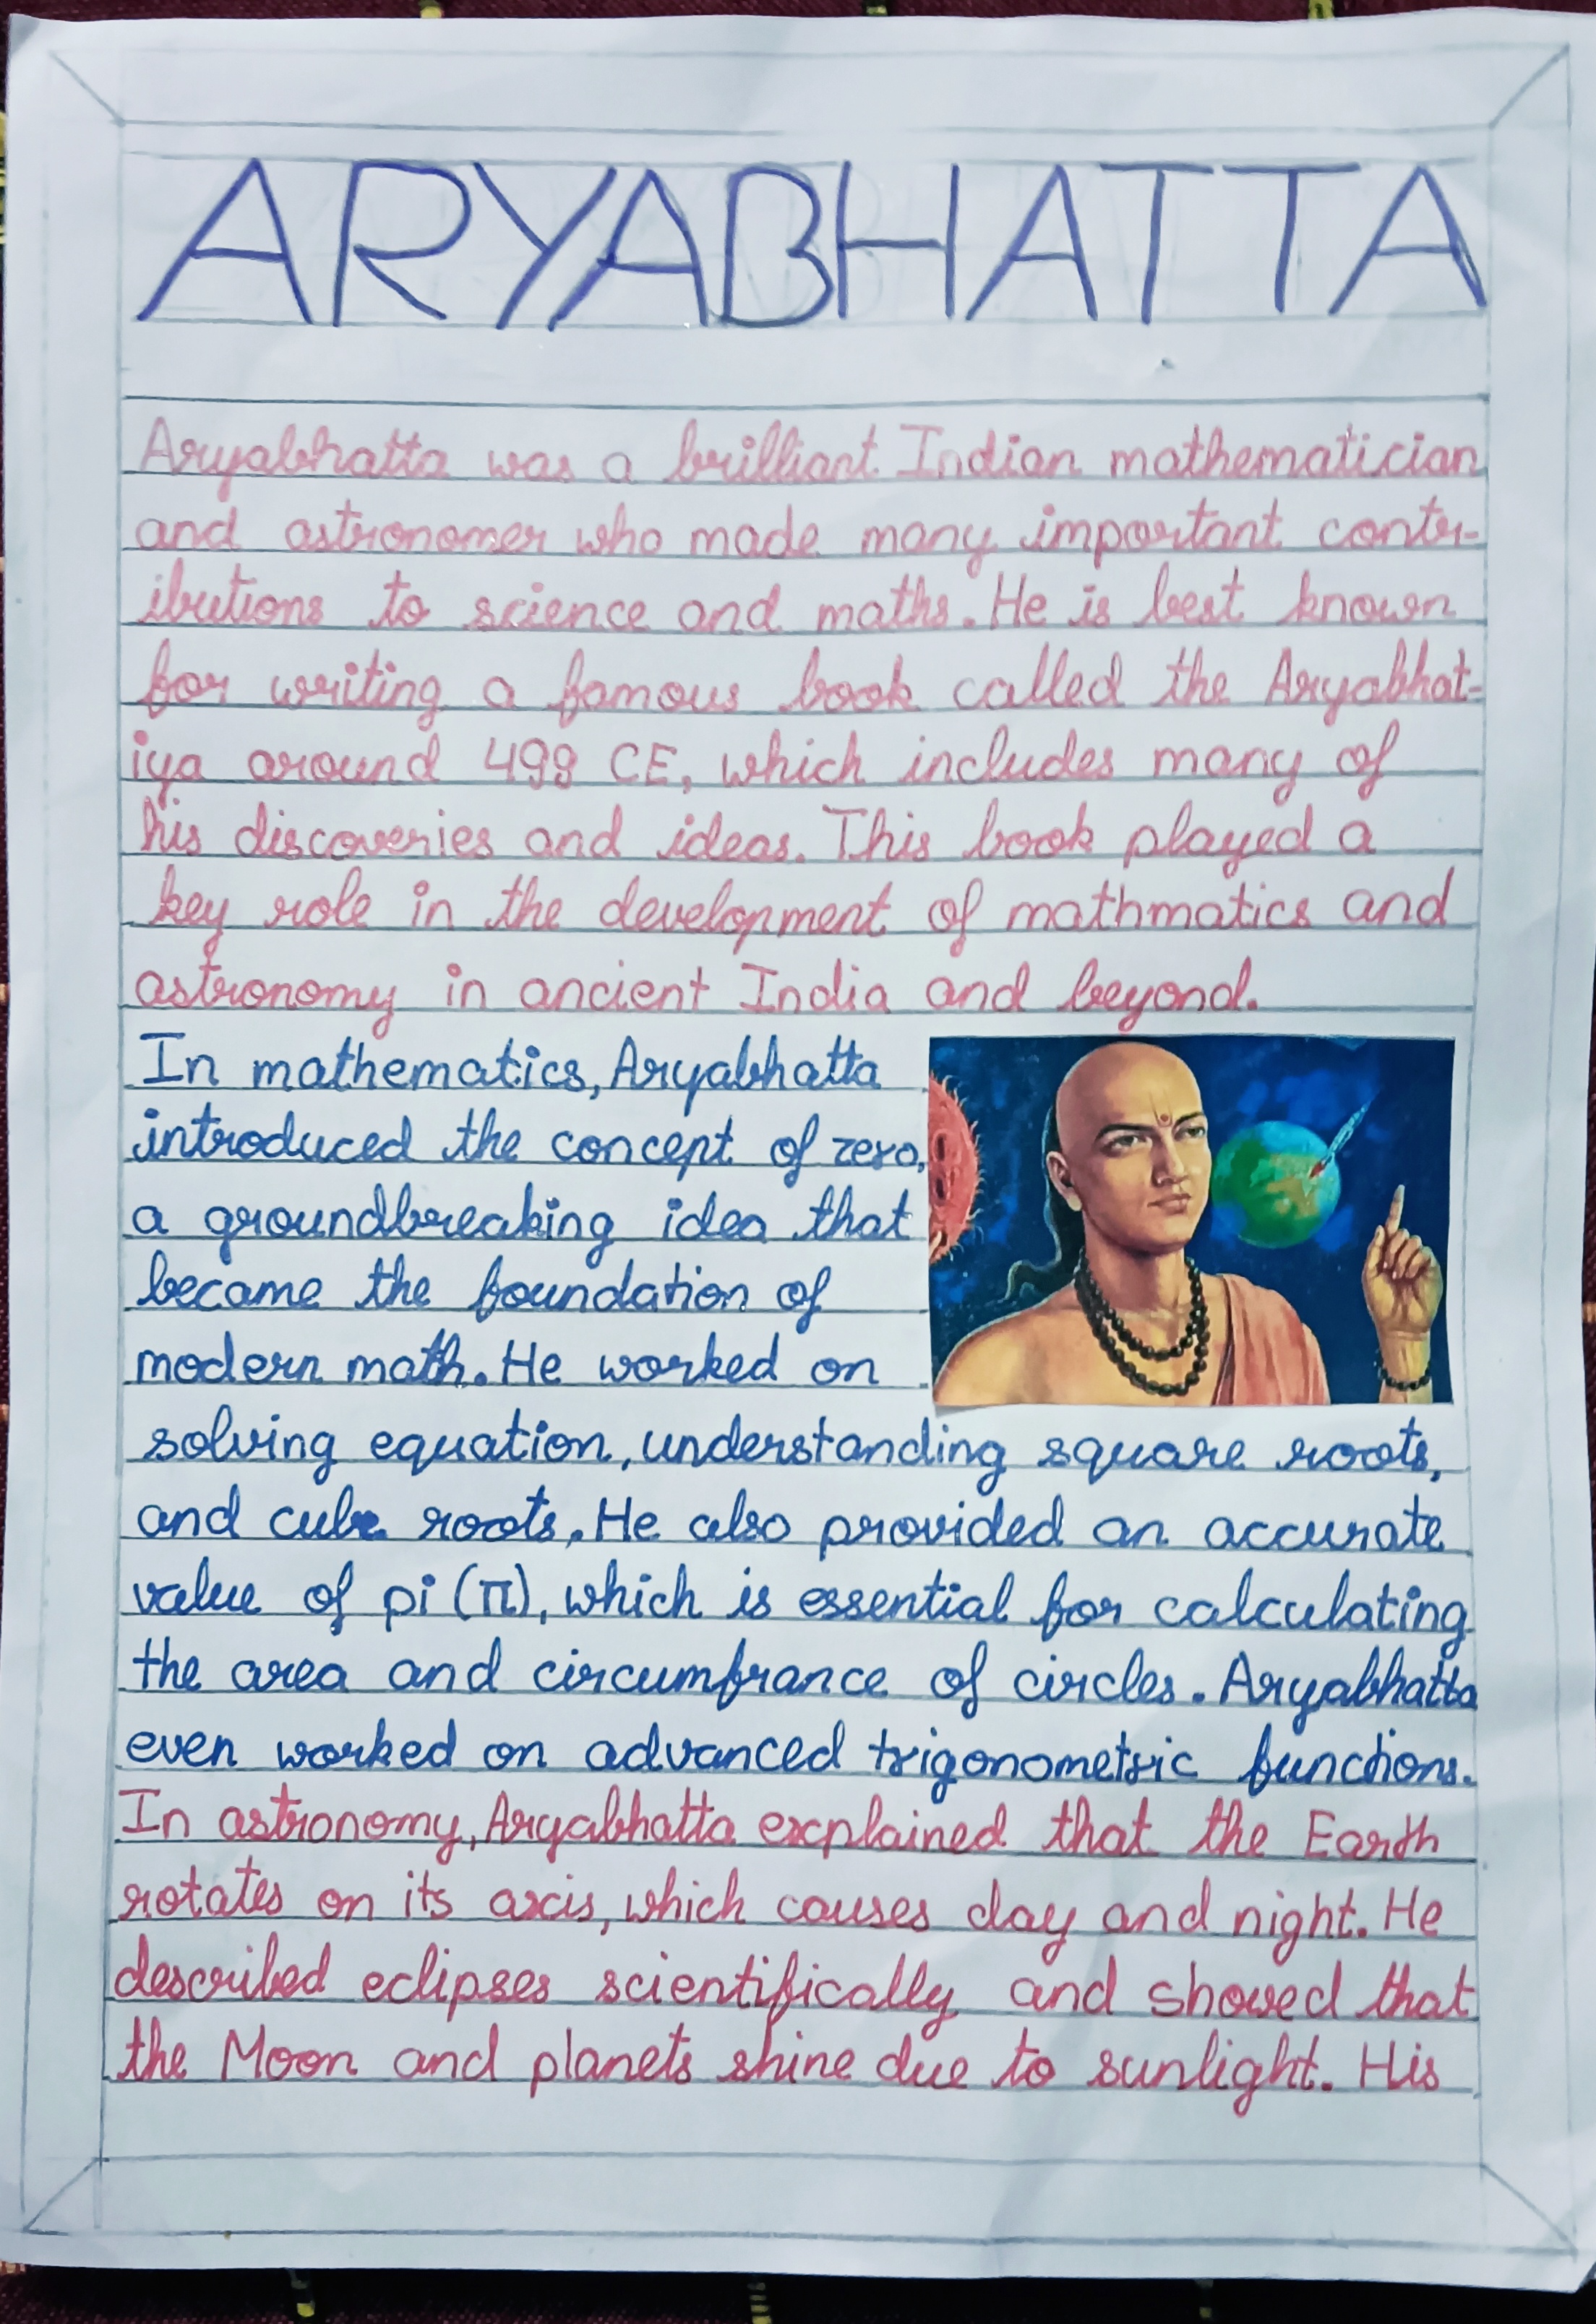 ARYABHATTA
Aryabhatta was a brilliant Indian mathematician
and astronomer who made many important contr-
ibutions to science and maths. He is best known
for writing a famous book called the Aryabhat-
iya around 499 CE, which includes many of
his discoveries and ideas. This book played a
key role in the development of mathmatics and
astronomy in ancient India and beyond.
In mathematics, Aryabhatta
introduced the concept of zero,
a groundbreaking idea that
became the foundation of
modern math. He worked on
solving equation, understanding square roots,
and cube roots. He also provided an accurate
value of pi (π), which is essential for calculating
the area and circumfrance of circles. Aryabhatta
even worked on advanced trigonometric functions.
In astronomy, Aryabhatta explained that the Earth
rotates on its axis, which causes day and night. He
described eclipses scientifically and showed that
the Moon and planets shine due to sunlight. His